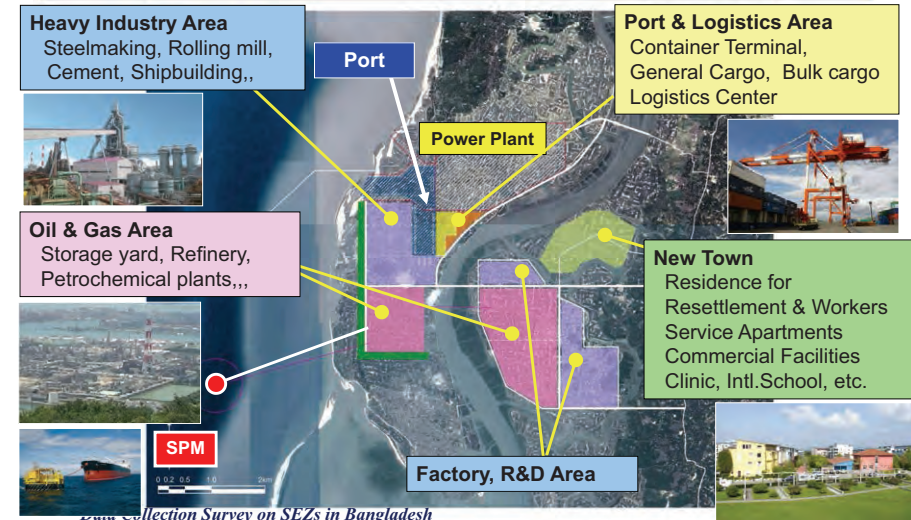 Heavy Industry Area
Steelmaking, Rolling mill,
Cement, Shipbuilding,,
Port
Port & Logistics Area
Container Terminal,
General Cargo, Bulk cargo
Logistics Center
Power Plant
Oil & Gas Area
Storage yard, Refinery,
Petrochemical plants,,,
New Town
Residence for
Resettlement & Workers
Service Apartments
Commercial Facilities
Clinic, Intl.School, etc.
SPM
0 0.2 0.5 1.0 2km
Factory, R&D Area
Data Collection Survey on SEZs in Bangladesh